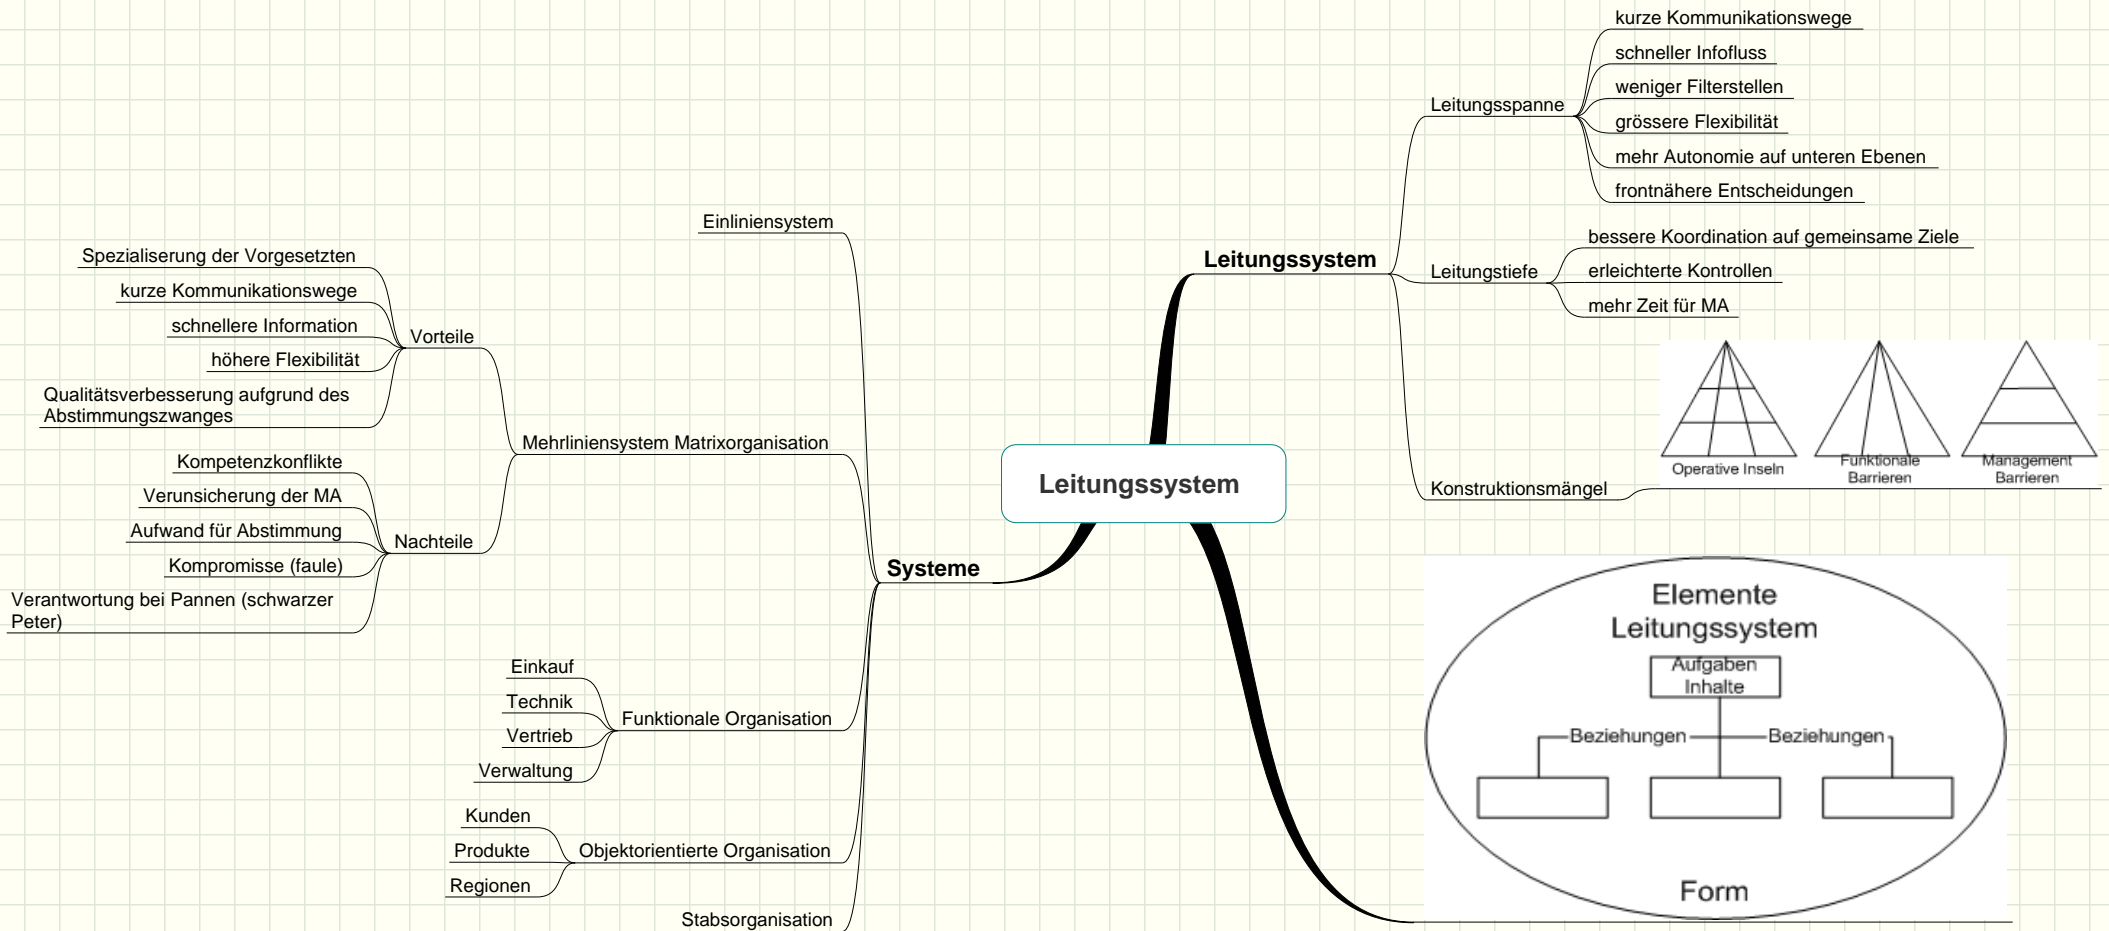 Leitungssystem
Leitungssystem
Leitungsspanne
kurze Kommunikationswege
schneller Infofluss
weniger Filterstellen
grössere Flexibilität
mehr Autonomie auf unteren Ebenen
frontnähere Entscheidungen
Leitungstiefe
bessere Koordination auf gemeinsame Ziele
erleichterte Kontrollen
mehr Zeit für MA
Konstruktionsmängel
Operative Inseln
Funktionale
Barrieren
Management
Barrieren
Elemente
Leitungssystem
Aufgaben
Inhalte
Beziehungen
Beziehungen
Form
Systeme
Einliniensystem
Mehrliniensystem Matrixorganisation
Vorteile
Spezialiserung der Vorgesetzten
kurze Kommunikationswege
schnellere Information
höhere Flexibilität
Qualitätsverbesserung aufgrund des
Abstimmungszwanges
Nachteile
Kompetenzkonflikte
Verunsicherung der MA
Aufwand für Abstimmung
Kompromisse (faule)
Verantwortung bei Pannen (schwarzer
Peter)
Funktionale Organisation
Einkauf
Technik
Vertrieb
Verwaltung
Objektorientierte Organisation
Kunden
Produkte
Regionen
Stabsorganisation